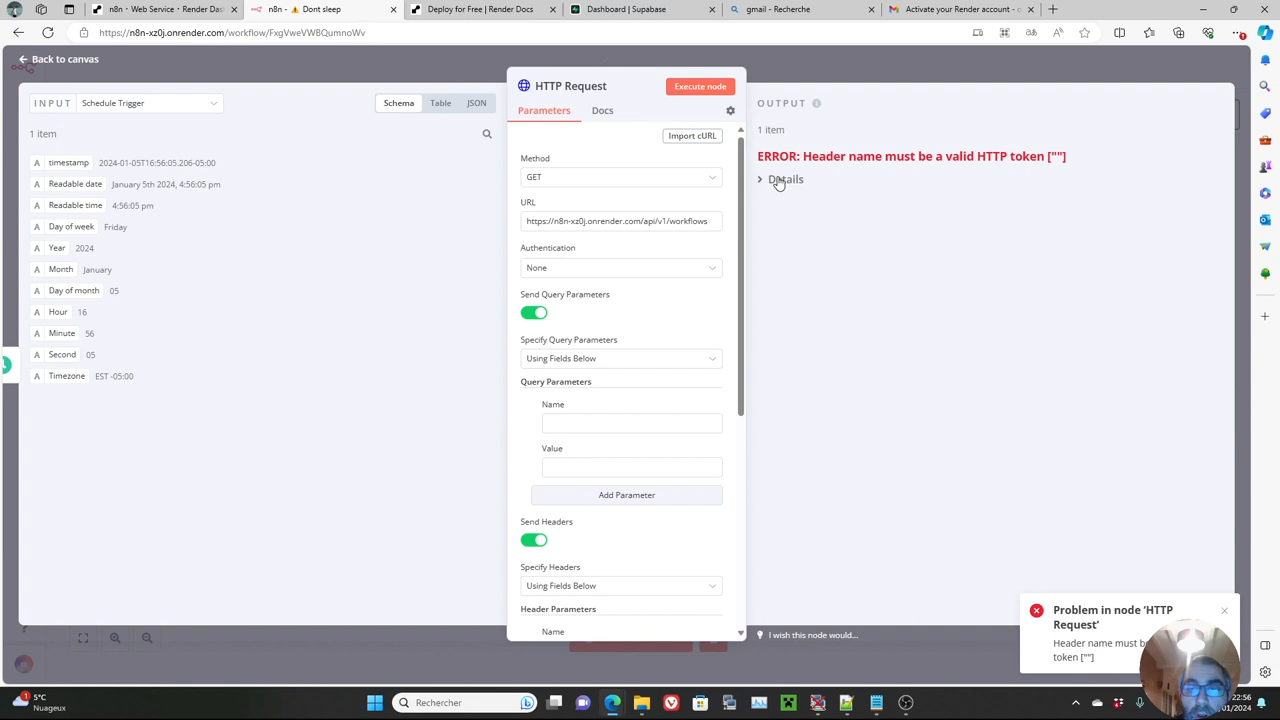 n8n · Web Service · Render Das
n8n - ⚠ Dont sleep
Deploy for Free | Render Docs
Dashboard | Supabase
gmail - Recherche
Activate your Render account - c
https://n8n-xz0j.onrender.com/workflow/FxgVweVWBQumnoWv
Back to canvas
INPUT
Schedule Trigger
Schema
Table
JSON
1 item
A timestamp 2024-01-05T16:56:05.206-05:00
A Readable date January 5th 2024, 4:56:05 pm
A Readable time 4:56:05 pm
A Day of week Friday
A Year 2024
A Month January
A Day of month 05
A Hour 16
A Minute 56
A Second 05
A Timezone EST -05:00
HTTP Request
Execute node
Parameters
Docs
Import cURL
Method
GET
URL
https://n8n-xz0j.onrender.com/api/v1/workflows
Authentication
None
Send Query Parameters
Specify Query Parameters
Using Fields Below
Query Parameters
Name
Value
Add Parameter
Send Headers
Specify Headers
Using Fields Below
Header Parameters
Name
OUTPUT
1 item
ERROR: Header name must be a valid HTTP token [""]
Details
I wish this node would...
Problem in node ‘HTTP
Request‘
Header name must be
token [""]
1
5°C
Nuageux
Rechercher
22:56